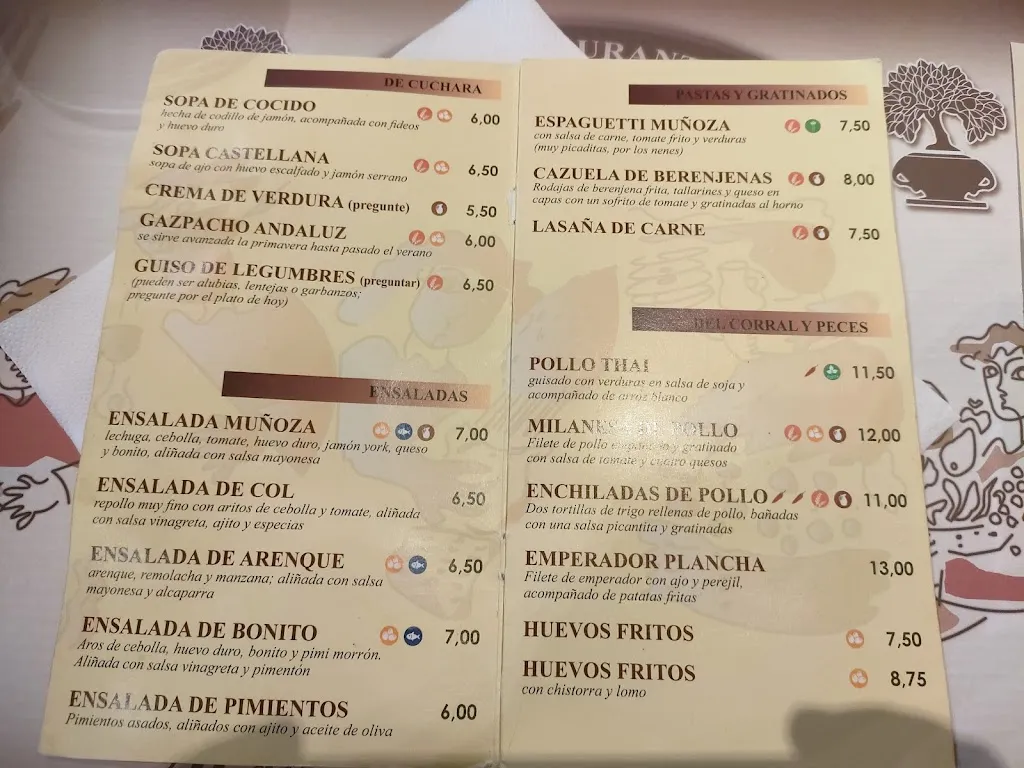 URANT
DE CUCHARA
SOPA DE COCIDO 6,00
hecha de codillo de jamón, acompañada con fideos
y huevo duro
SOPA CASTELLANA 6,50
sopa de ajo con huevo escalfado y jamón serrano
CREMA DE VERDURA (pregunte) 5,50
GAZPACHO ANDALUZ 6,00
se sirve avanzada la primavera hasta pasado el verano
GUISO DE LEGUMBRES (preguntar) 6,50
(pueden ser alubias, lentejas o garbanzos;
pregunte por el plato de hoy)
ENSALADAS
ENSALADA MUÑOZA 7,00
lechuga, cebolla, tomate, huevo duro, jamón york, queso
y bonito, aliñada con salsa mayonesa
ENSALADA DE COL 6,50
repollo muy fino con aritos de cebolla y tomate, aliñada
con salsa vinagreta, ajito y especias
ENSALADA DE ARENQUE 6,50
arenque, remolacha y manzana; aliñada con salsa
mayonesa y alcaparra
ENSALADA DE BONITO 7,00
Aros de cebolla, huevo duro, bonito y pimi morrón.
Aliñada con salsa vinagreta y pimentón
ENSALADA DE PIMIENTOS 6,00
Pimientos asados, aliñados con ajito y aceite de oliva
PASTAS Y GRATINADOS
ESPAGUETTI MUÑOZA 7,50
con salsa de carne, tomate frito y verduras
(muy picaditas, por los nenes)
CAZUELA DE BERENJENAS 8,00
Rodajas de berenjena frita, tallarines y queso en
capas con un sofrito de tomate y gratinadas al horno
LASAÑA DE CARNE 7,50
DEL CORRAL Y PECES
POLLO THAI 11,50
guisado con verduras en salsa de soja y
acompañado de arroz blanco
MILANESA DE POLLO 12,00
Filete de pollo empanado y gratinado
con salsa de tomate y cuatro quesos
ENCHILADAS DE POLLO 11,00
Dos tortillas de trigo rellenas de pollo, bañadas
con una salsa picantita y gratinadas
EMPERADOR PLANCHA 13,00
Filete de emperador con ajo y perejil,
acompañado de patatas fritas
HUEVOS FRITOS 7,50
HUEVOS FRITOS 8,75
con chistorra y lomo